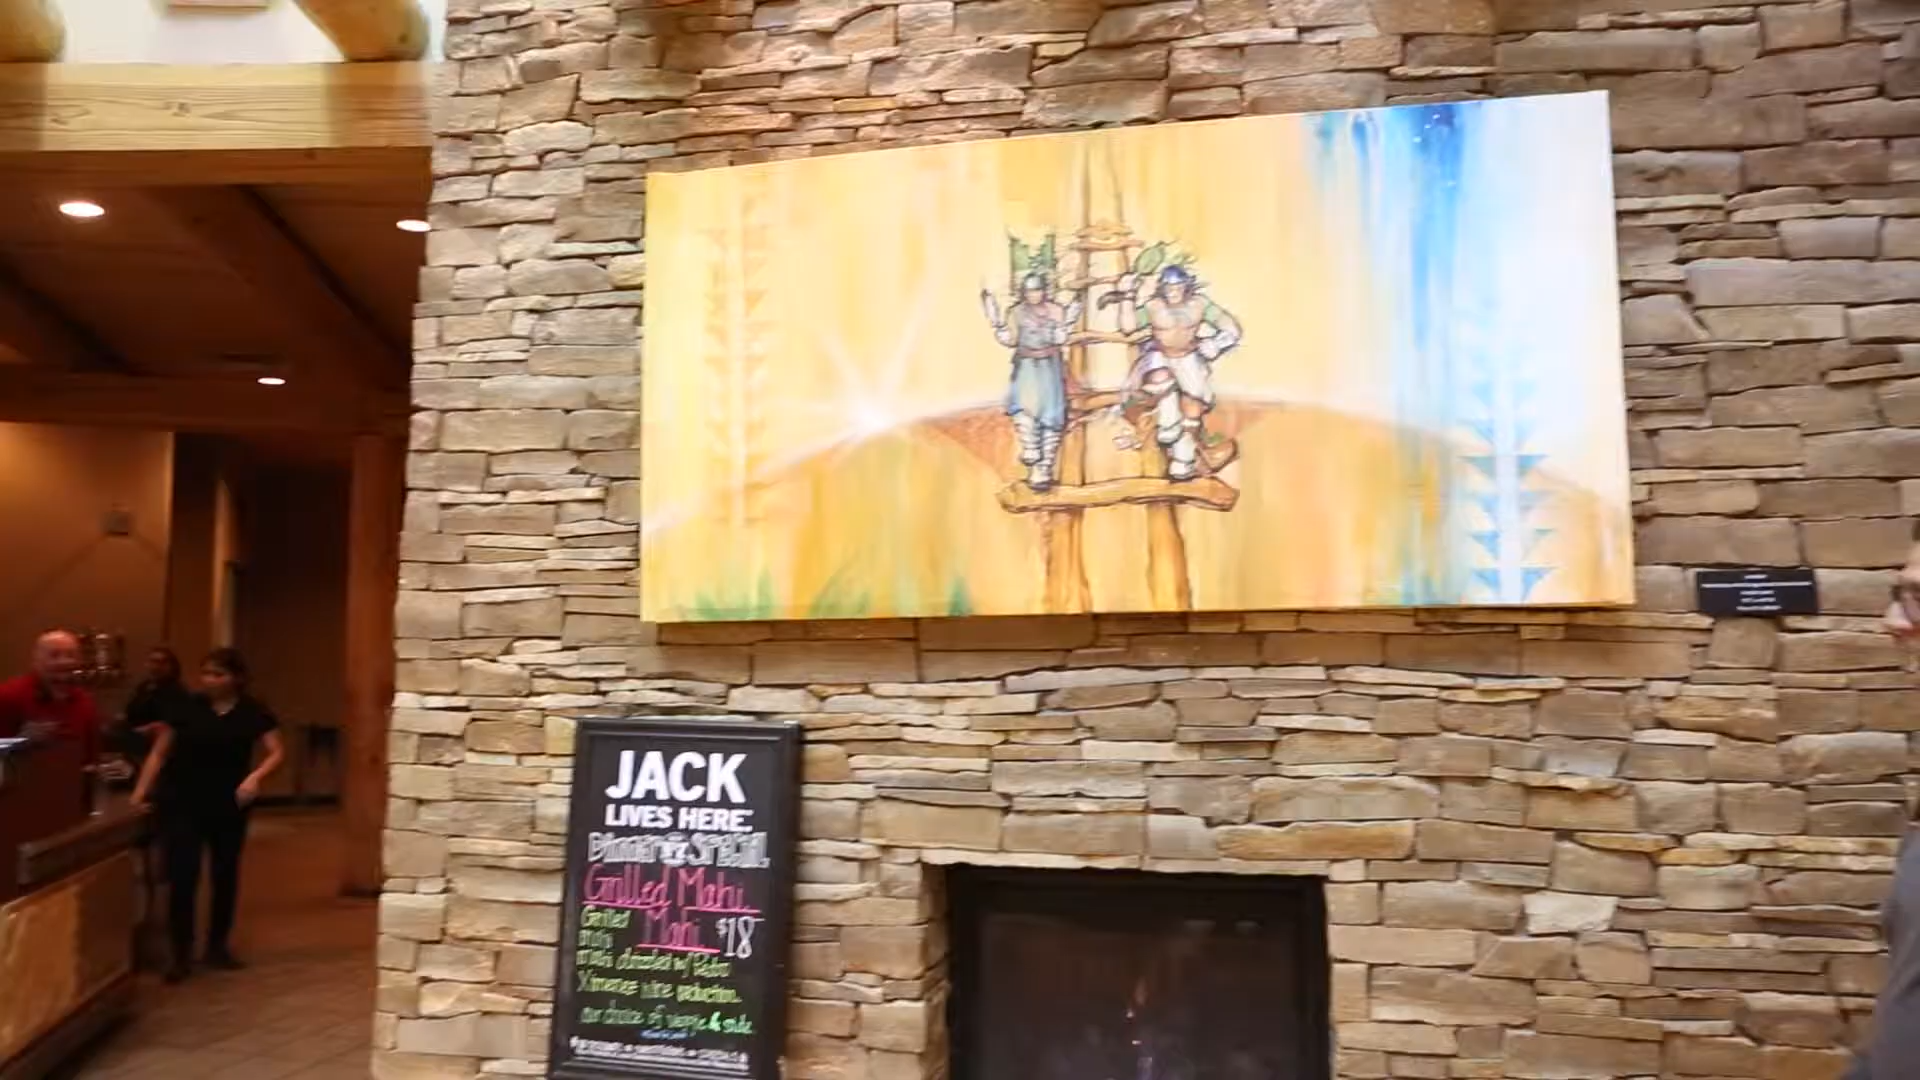 JACK
LIVES HERE.
Dinner Special
Grilled Mahi
Mahi $18
Grilled
Mahi
Mahi drizzled w/ Pedro
Ximenez wine reduction.
our choice of veggie & side